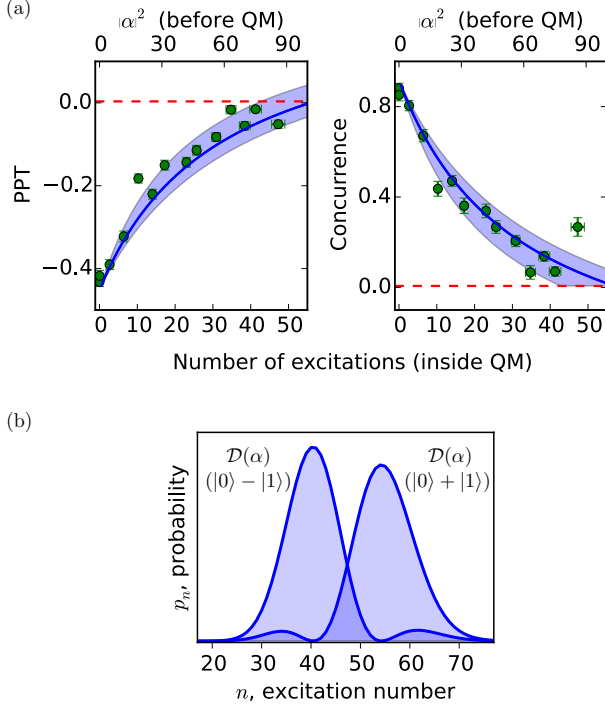 (a)
|α|² (before QM)
|α|² (before QM)
0 30 60 90
0 30 60 90
PPT
0.0
−0.2
−0.4
Concurrence
0.8
0.4
0.0
0 10 20 30 40 50
0 10 20 30 40 50
Number of excitations (inside QM)
(b)
𝒟(α)
(|0⟩ − |1⟩)
𝒟(α)
(|0⟩ + |1⟩)
pₙ, probability
20 30 40 50 60 70
n, excitation number